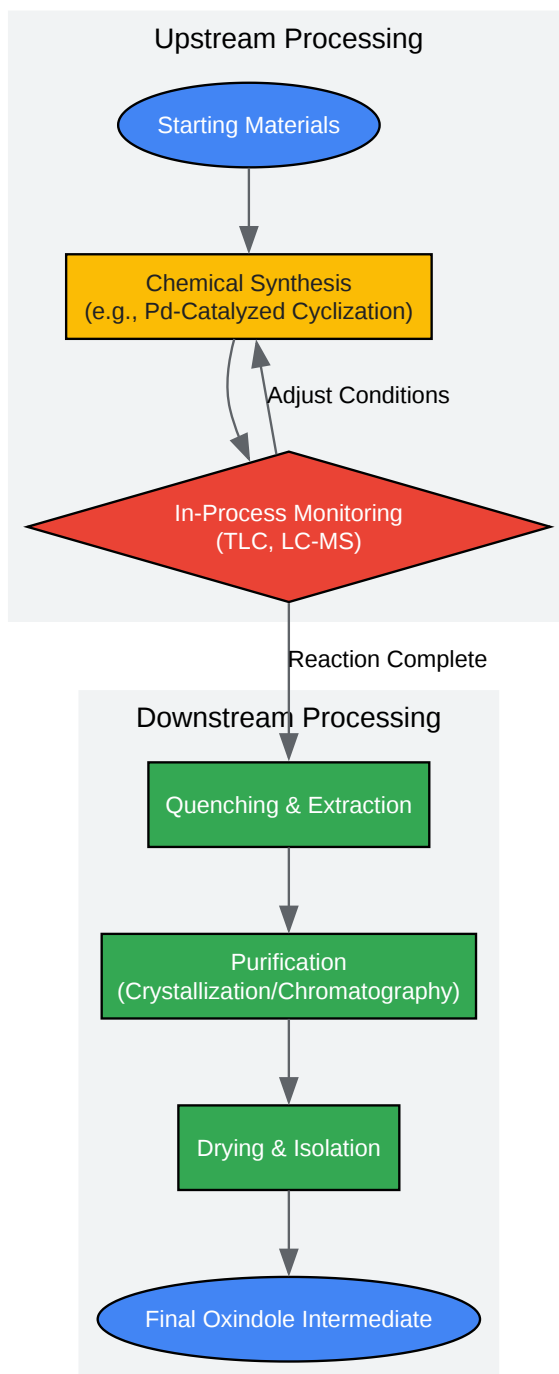 Upstream Processing
Starting Materials
Chemical Synthesis
(e.g., Pd-Catalyzed Cyclization)
Adjust Conditions
In-Process Monitoring
(TLC, LC-MS)
Reaction Complete
Downstream Processing
Quenching & Extraction
Purification
(Crystallization/Chromatography)
Drying & Isolation
Final Oxindole Intermediate